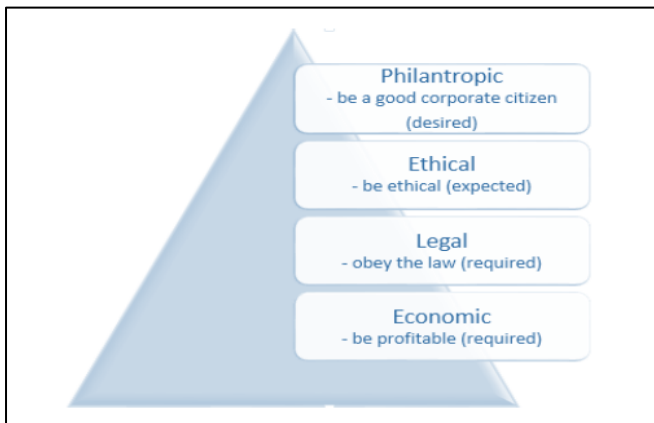 Philantropic
- be a good corporate citizen
(desired)
Ethical
- be ethical (expected)
Legal
- obey the law (required)
Economic
- be profitable (required)